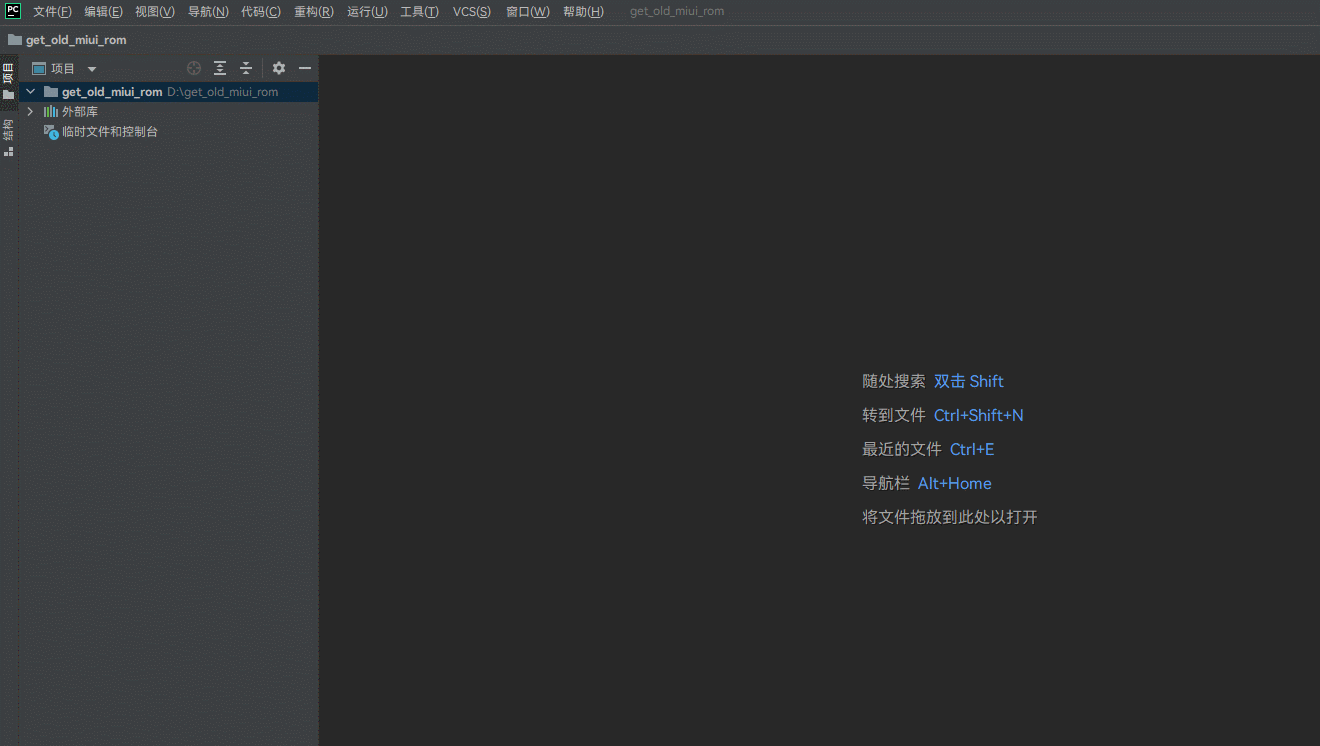 PC 文件(F) 编辑(E) 视图(V) 导航(N) 代码(C) 重构(R) 运行(U) 工具(T) VCS(S) 窗口(W) 帮助(H) get_old_miui_rom
get_old_miui_rom
项目
项目
get_old_miui_rom D:\get_old_miui_rom
外部库
临时文件和控制台
结构
随处搜索 双击 Shift
转到文件 Ctrl+Shift+N
最近的文件 Ctrl+E
导航栏 Alt+Home
将文件拖放到此处以打开